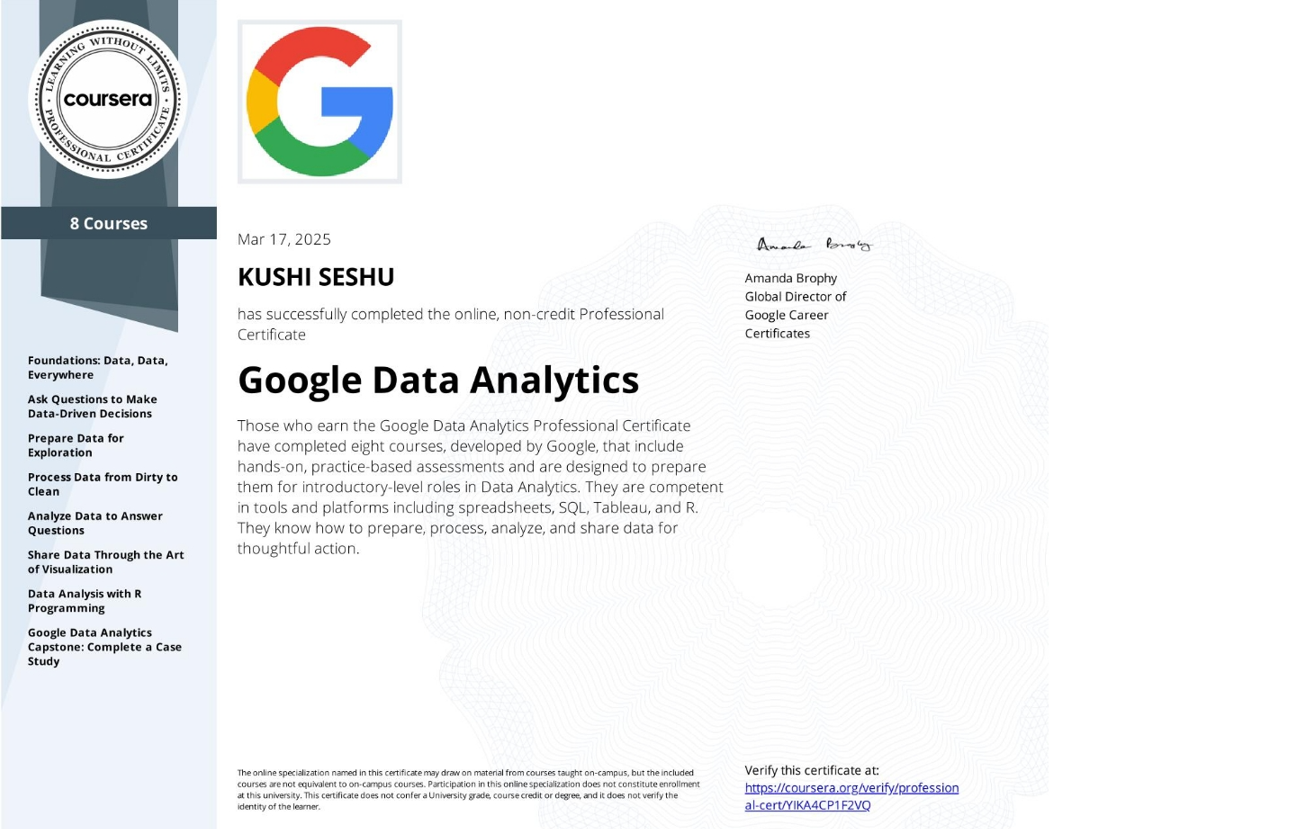 LEARNING WITHOUT LIMITS
coursera
PROFESSIONAL CERTIFICATE
8 Courses
Foundations: Data, Data,
Everywhere
Ask Questions to Make
Data-Driven Decisions
Prepare Data for
Exploration
Process Data from Dirty to
Clean
Analyze Data to Answer
Questions
Share Data Through the Art
of Visualization
Data Analysis with R
Programming
Google Data Analytics
Capstone: Complete a Case
Study
Mar 17, 2025
KUSHI SESHU
has successfully completed the online, non-credit Professional
Certificate
Google Data Analytics
Those who earn the Google Data Analytics Professional Certificate
have completed eight courses, developed by Google, that include
hands-on, practice-based assessments and are designed to prepare
them for introductory-level roles in Data Analytics. They are competent
in tools and platforms including spreadsheets, SQL, Tableau, and R.
They know how to prepare, process, analyze, and share data for
thoughtful action.
Amanda Brophy
Amanda Brophy
Global Director of
Google Career
Certificates
The online specialization named in this certificate may draw on material from courses taught on-campus, but the included
courses are not equivalent to on-campus courses. Participation in this online specialization does not constitute enrollment
at this university. This certificate does not confer a University grade, course credit or degree, and it does not verify the
identity of the learner.
Verify this certificate at:
https://coursera.org/verify/profession
al-cert/YIKA4CP1F2VQ